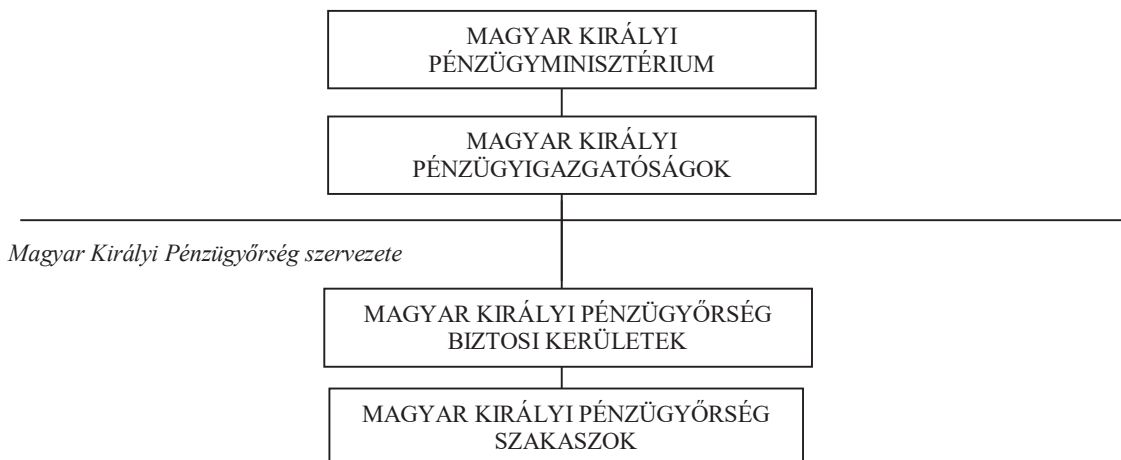 MAGYAR KIRÁLYI
PÉNZÜGYMINISZTÉRIUM
MAGYAR KIRÁLYI
PÉNZÜGYIGAZGATÓSÁGOK
Magyar Királyi Pénzügyőrség szervezete
MAGYAR KIRÁLYI PÉNZÜGYŐRSÉG
BIZTOSI KERÜLETEK
MAGYAR KIRÁLYI PÉNZÜGYŐRSÉG
SZAKASZOK